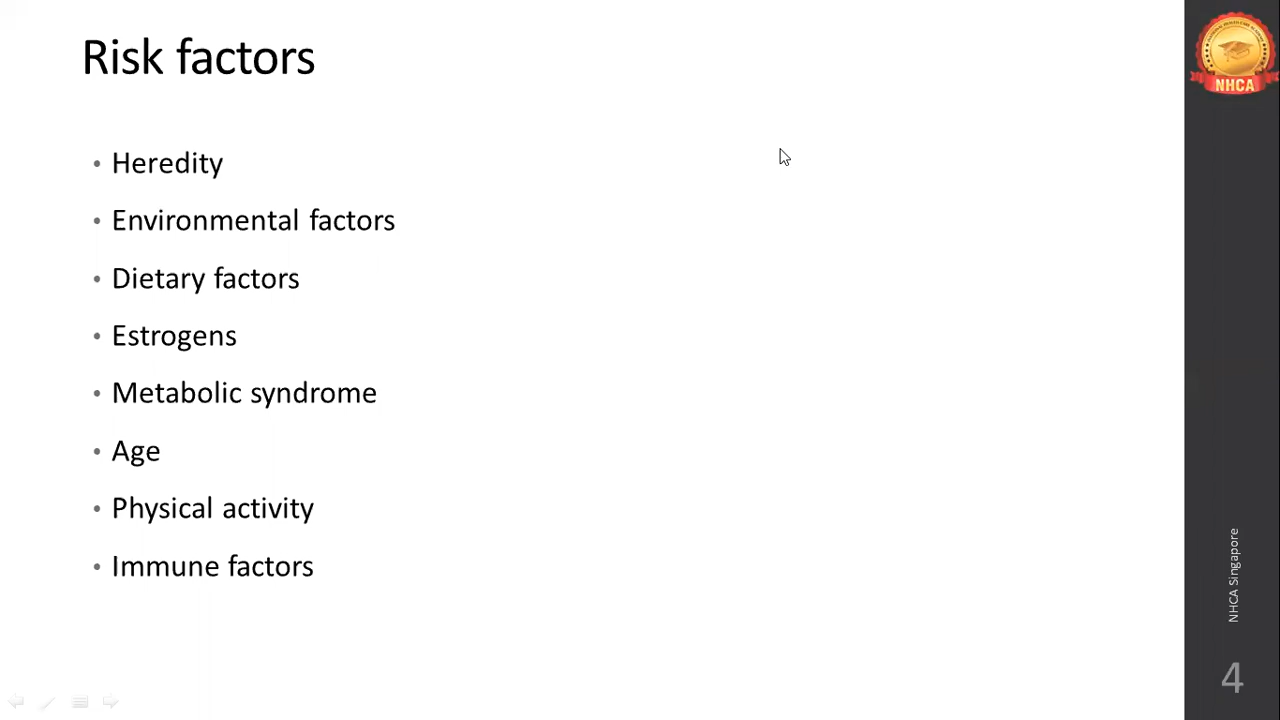 Risk factors
• Heredity
• Environmental factors
• Dietary factors
• Estrogens
• Metabolic syndrome
• Age
• Physical activity
• Immune factors
NHCA
NHCA Singapore
4